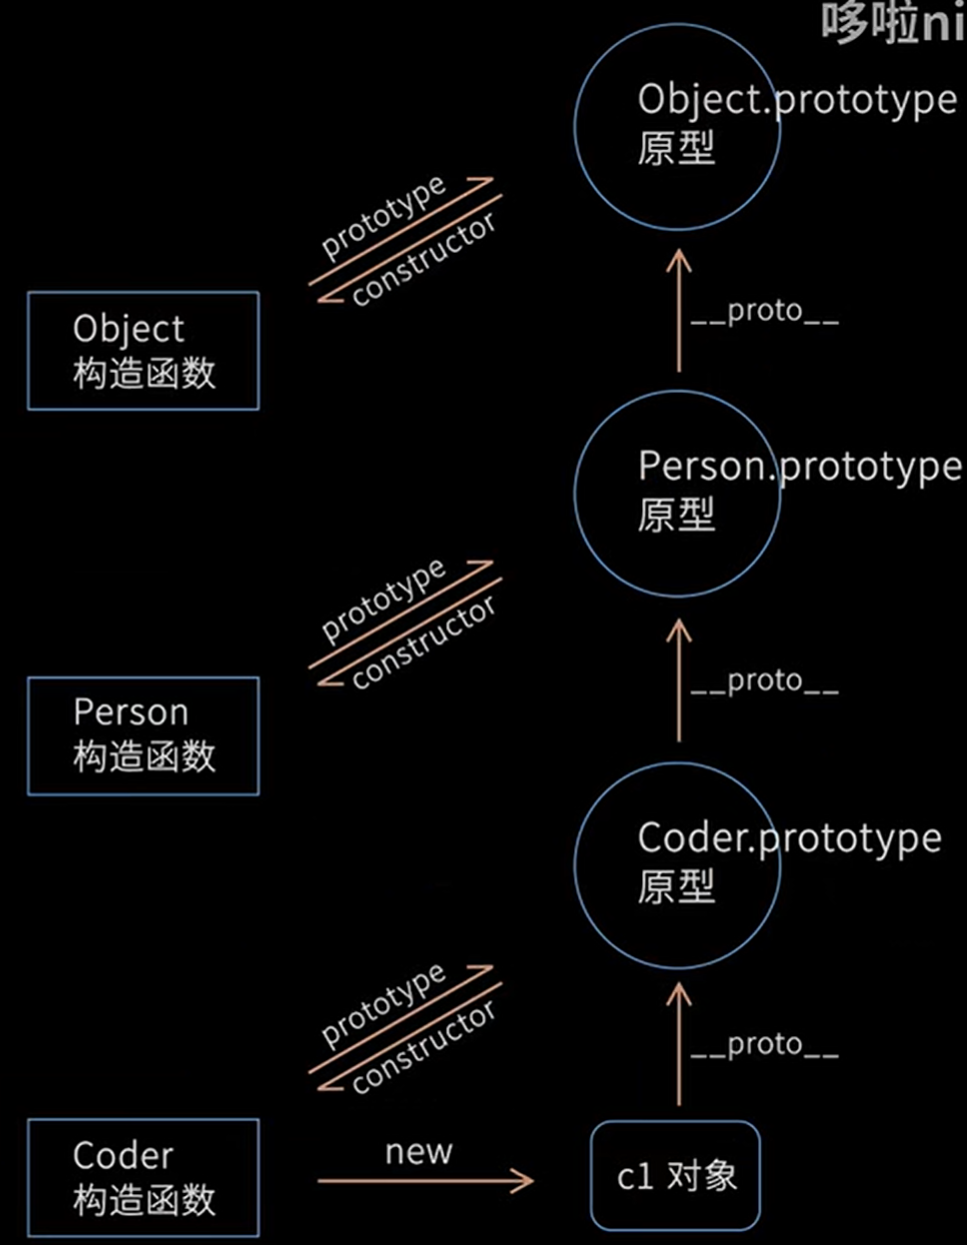 哆啦ni
Object.prototype
原型
prototype
constructor
Object
构造函数
__proto__
Person.prototype
原型
prototype
constructor
Person
构造函数
__proto__
Coder.prototype
原型
prototype
constructor
__proto__
Coder
构造函数
new
c1 对象